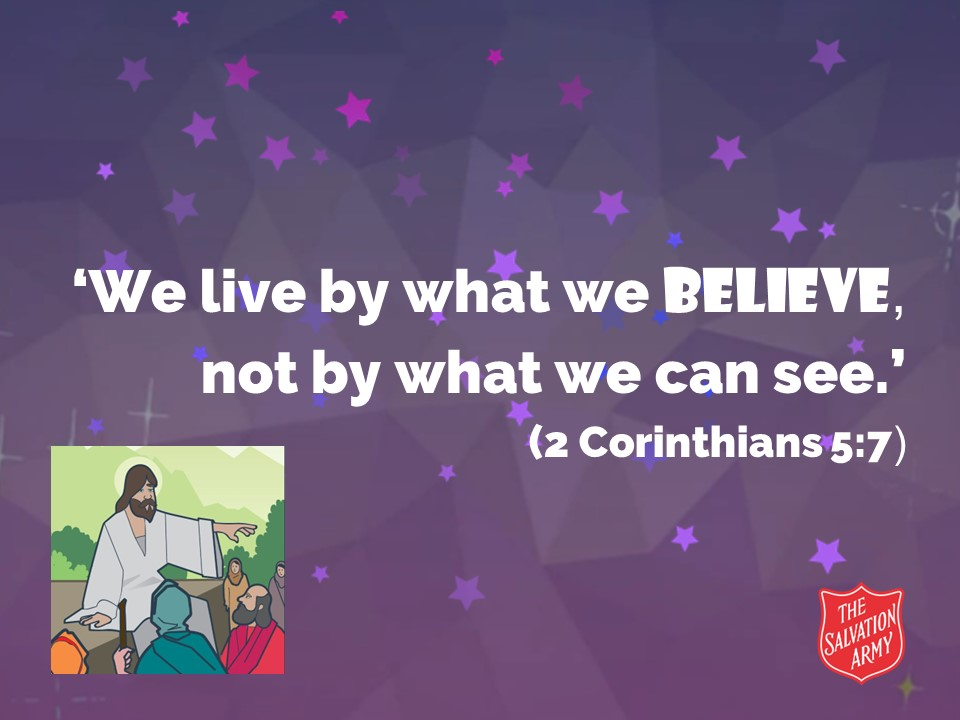 ‘We live by what we BELIEVE,
not by what we can see.’
(2 Corinthians 5:7)
THE
SALVATION
ARMY